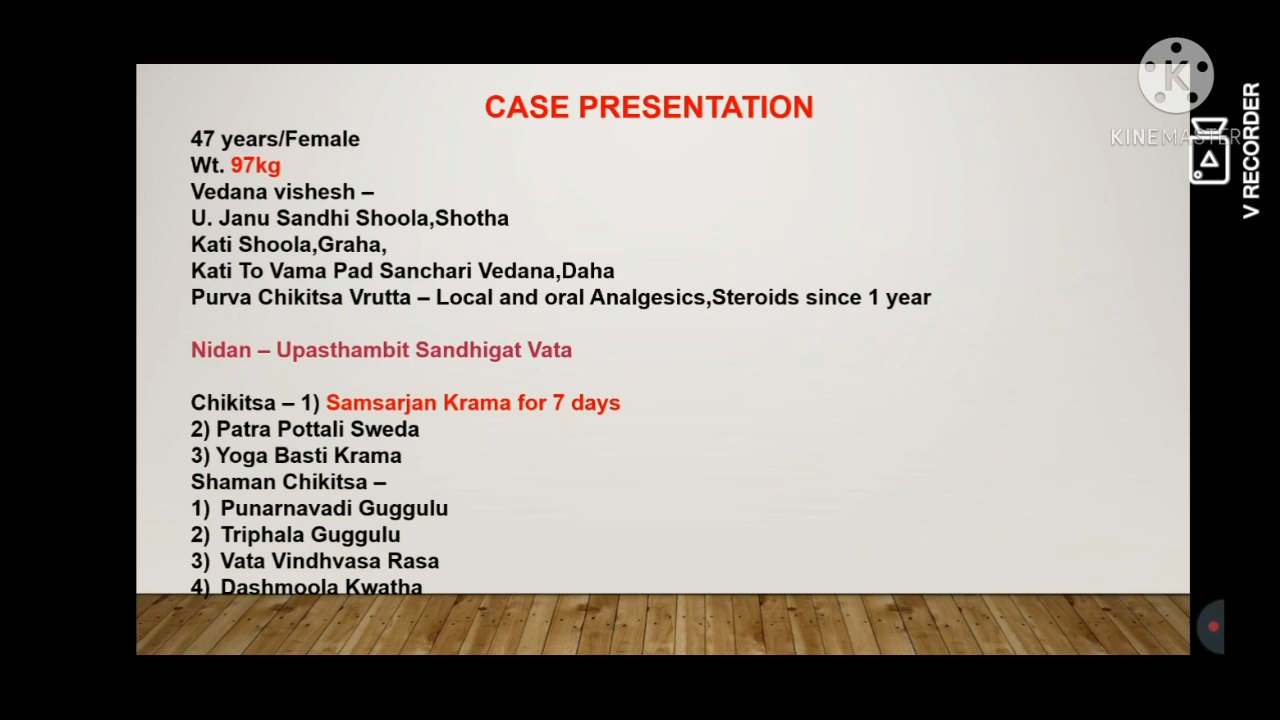 CASE PRESENTATION
47 years/Female
Wt. 97kg
Vedana vishesh –
U. Janu Sandhi Shoola,Shotha
Kati Shoola,Graha,
Kati To Vama Pad Sanchari Vedana,Daha
Purva Chikitsa Vrutta – Local and oral Analgesics,Steroids since 1 year
Nidan – Upasthambit Sandhigat Vata
Chikitsa – 1) Samsarjan Krama for 7 days
2) Patra Pottali Sweda
3) Yoga Basti Krama
Shaman Chikitsa –
1) Punarnavadi Guggulu
2) Triphala Guggulu
3) Vata Vindhvasa Rasa
4) Dashmoola Kwatha
K
KINEMASTER
V RECORDER